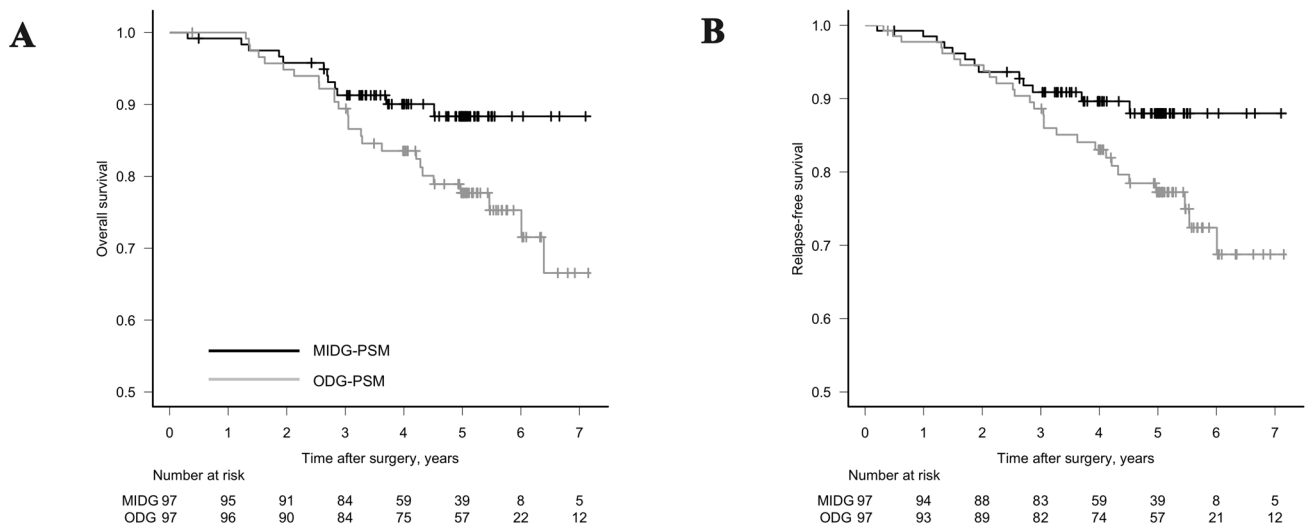 A
1.0
0.9
0.8
0.7
0.6
0.5
Overall survival
MIDG-PSM
ODG-PSM
0 1 2 3 4 5 6 7
Time after surgery, years
Number at risk
MIDG 97 95 91 84 59 39 8 5
ODG 97 96 90 84 75 57 22 12
B
1.0
0.9
0.8
0.7
0.6
0.5
Relapse-free survival
0 1 2 3 4 5 6 7
Time after surgery, years
Number at risk
MIDG 97 94 88 83 59 39 8 5
ODG 97 93 89 82 74 57 21 12